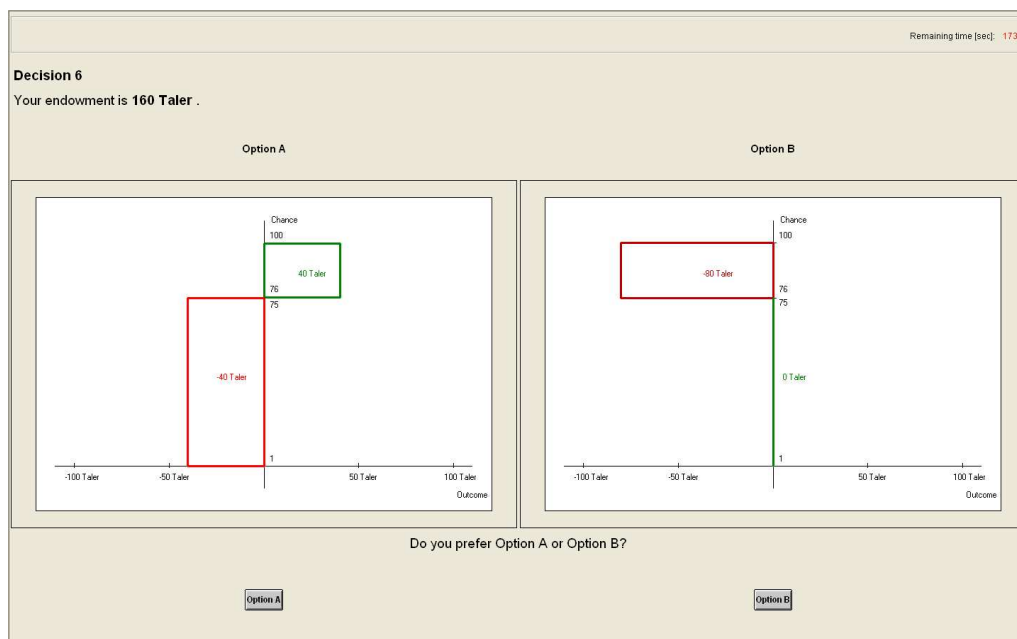 Remaining time [sec]: 173
Decision 6
Your endowment is 160 Taler .
Option A
Option B
Chance
100
40 Taler
76
75
-40 Taler
1
-100 Taler
-50 Taler
50 Taler
100 Taler
Outcome
Chance
100
-80 Taler
76
75
0 Taler
1
-100 Taler
-50 Taler
50 Taler
100 Taler
Outcome
Do you prefer Option A or Option B?
Option A
Option B